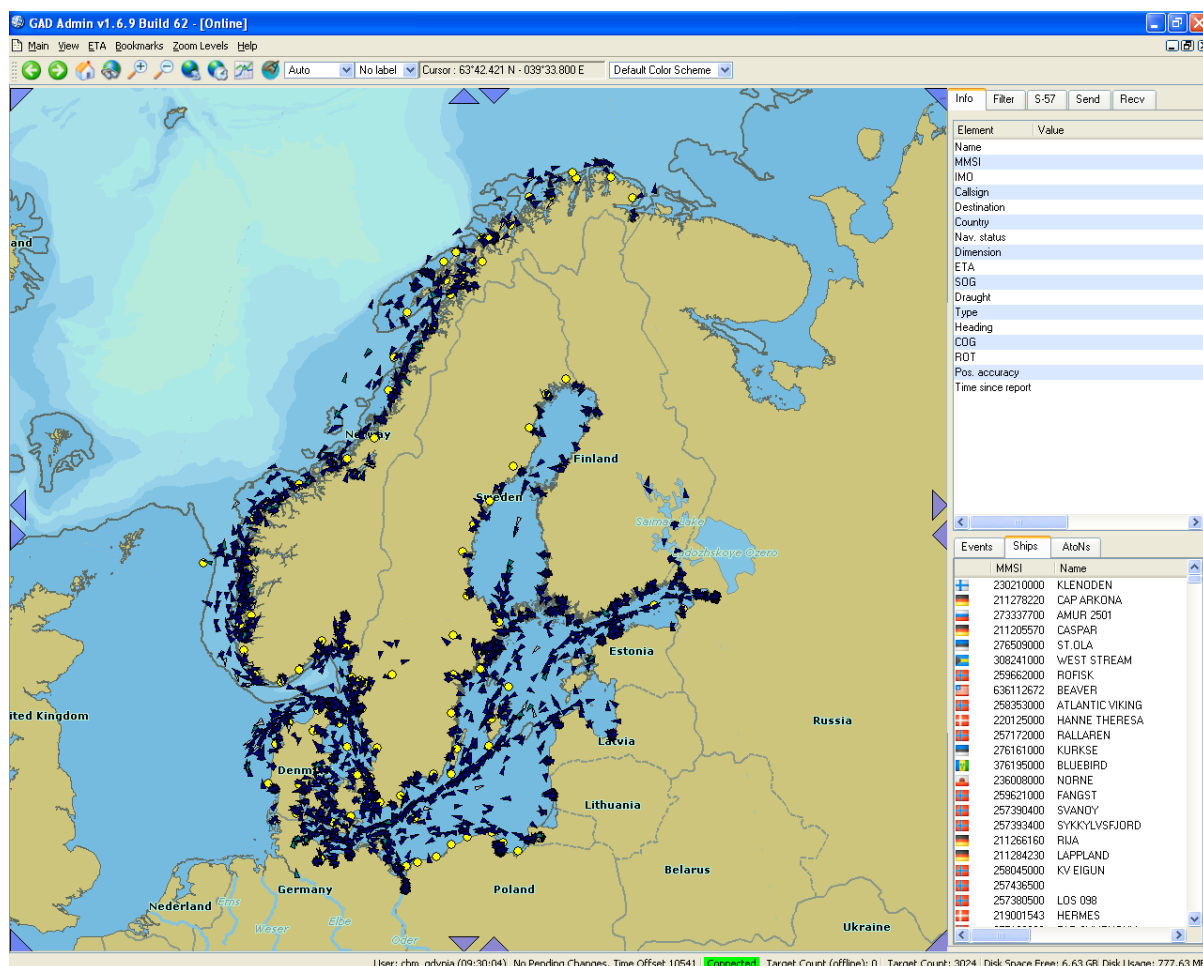 GAD Admin v1.6.9 Build 62 - [Online]
Main View ETA Bookmarks Zoom Levels Help
Auto No label Cursor : 63°42.421 N - 039°33.800 E Default Color Scheme
Info Filter S-57 Send Recv
Element Value
Name
MMSI
IMO
Callsign
Destination
Country
Nav. status
Dimension
ETA
SOG
Draught
Type
Heading
COG
ROT
Pos. accuracy
Time since report
and
Norway
Finland
Sweden
Saimaa Lake
Ladozhskoye Ozero
Estonia
United Kingdom
Russia
Latvia
Denm
Lithuania
Belarus
Germany
Poland
Nederland
Ems
Weser
Elbe
Oder
Ukraine
Events Ships AtoNs
MMSI Name
230210000 KLENODEN
211278220 CAP ARKONA
273337700 AMUR 2501
211205570 CASPAR
276509000 ST.OLA
308241000 WEST STREAM
259662000 ROFISK
636112672 BEAVER
258353000 ATLANTIC VIKING
220125000 HANNE THERESA
257172000 RALLAREN
276161000 KURKSE
376195000 BLUEBIRD
236008000 NORNE
259621000 FANGST
257390400 SVANOY
257393400 SYKKYLVSFJORD
211266160 RIJA
211284230 LAPPLAND
258045000 KV EIGUN
257436500
257380500 LOS 098
219001543 HERMES
User: cbm_gdynia (09:30:04) No Pending Changes, Time Offset 10541 Connected Target Count (offline): 0 Target Count: 3024 Disk Space Free: 6,63 GB Disk Usage: 777,63 M